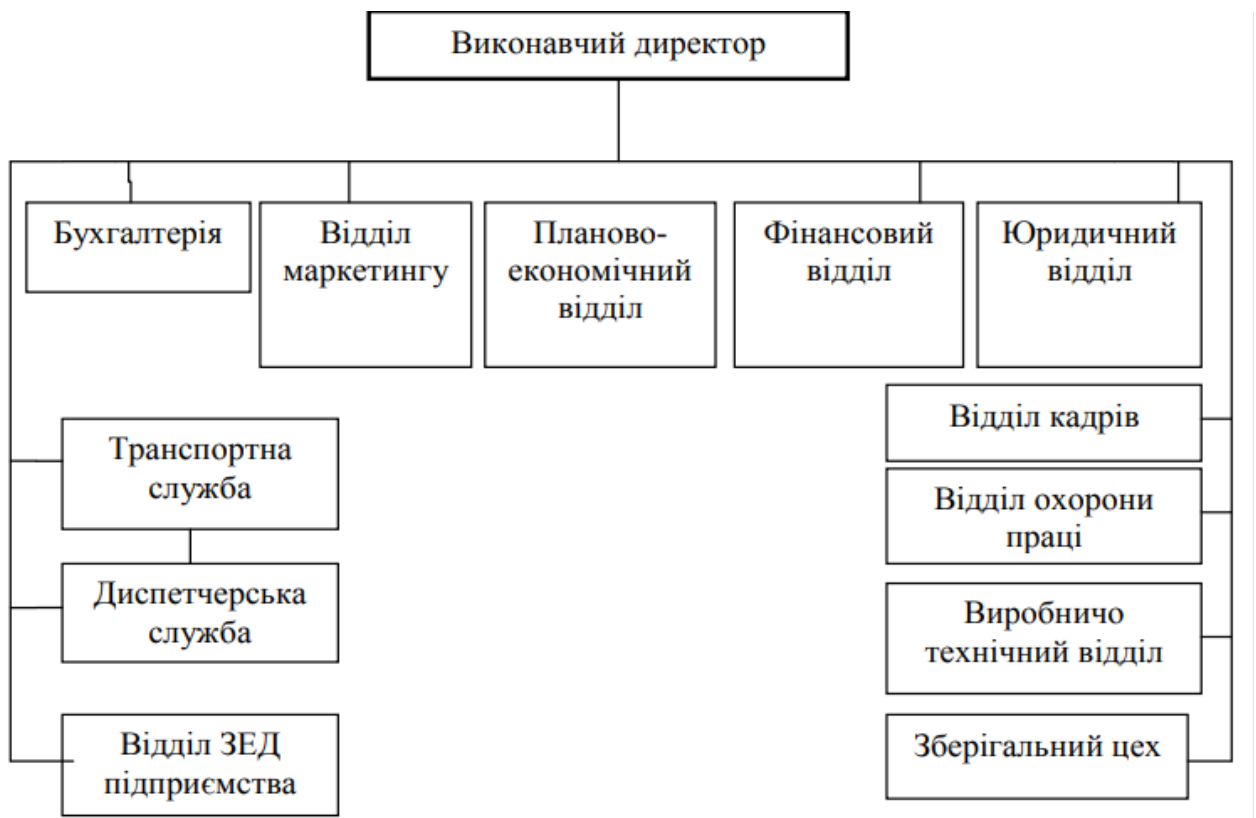 Виконавчий директор
Бухгалтерія
Відділ
маркетингу
Планово-
економічний
відділ
Фінансовий
відділ
Юридичний
відділ
Транспортна
служба
Диспетчерська
служба
Відділ ЗЕД
підприємства
Відділ кадрів
Відділ охорони
праці
Виробничо
технічний відділ
Зберігальний цех